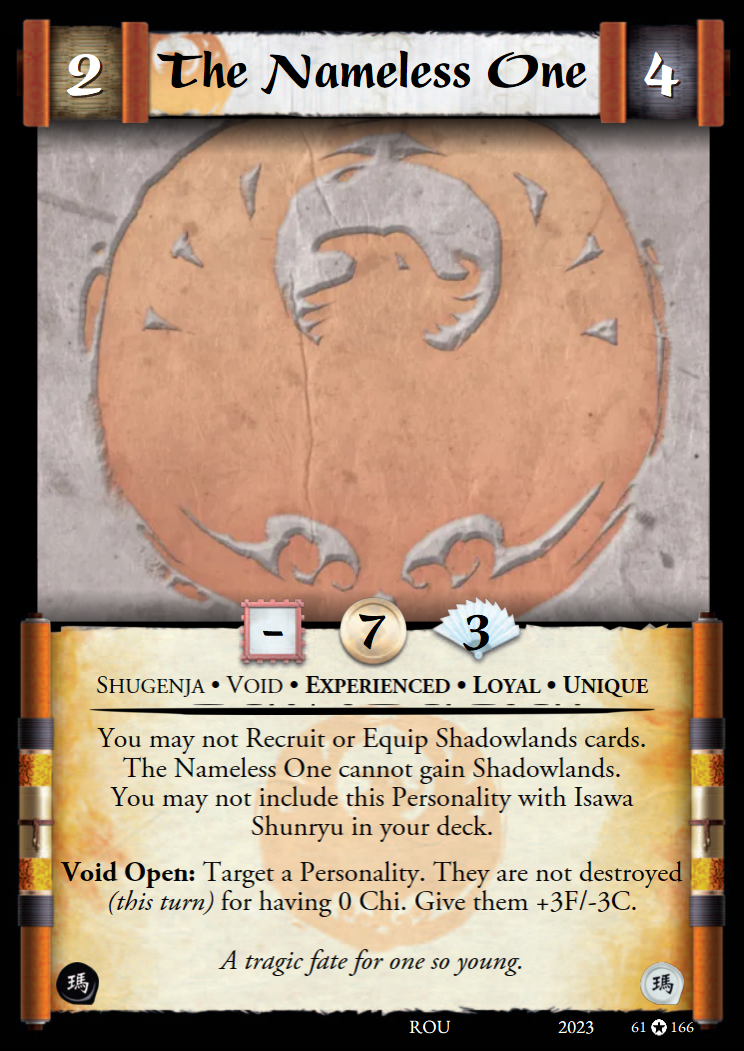 2 The Nameless One 4
- 7 3
SHUGENJA • VOID • EXPERIENCED • LOYAL • UNIQUE
You may not Recruit or Equip Shadowlands cards.
The Nameless One cannot gain Shadowlands.
You may not include this Personality with Isawa
Shunryu in your deck.
Void Open: Target a Personality. They are not destroyed
(this turn) for having 0 Chi. Give them +3F/-3C.
A tragic fate for one so young.
瑪 瑪
ROU 2023 61 ✪ 166